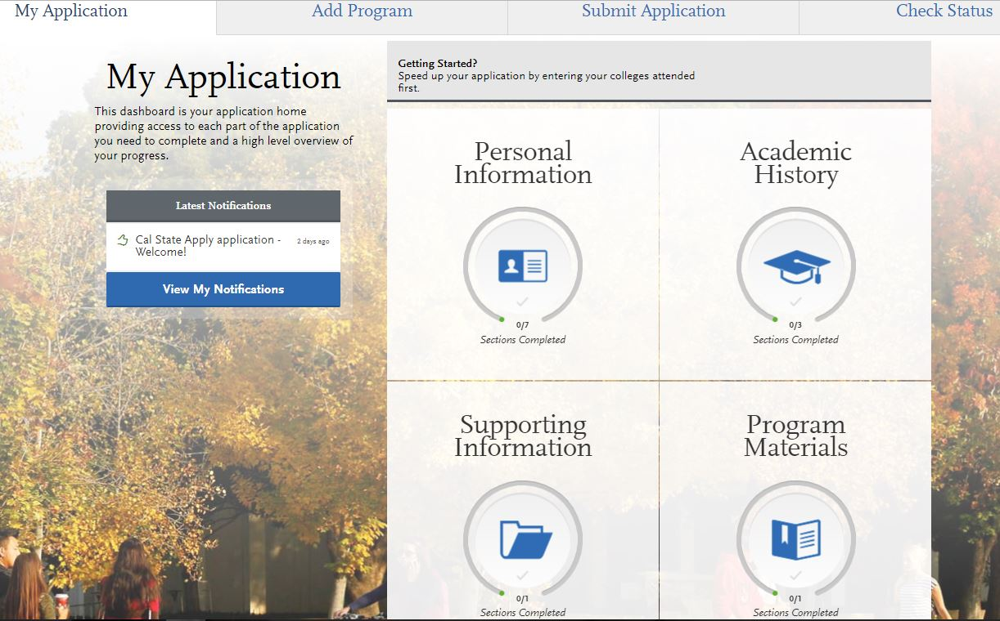 My Application
Add Program
Submit Application
Check Status
My Application
This dashboard is your application home
providing access to each part of the application
you need to complete and a high level overview of
your progress.
Latest Notifications
Cal State Apply application -
Welcome!
2 days ago
View My Notifications
Getting Started?
Speed up your application by entering your colleges attended
first.
Personal
Information
0/7
Sections Completed
Academic
History
0/3
Sections Completed
Supporting
Information
0/1
Sections Completed
Program
Materials
0/1
Sections Completed